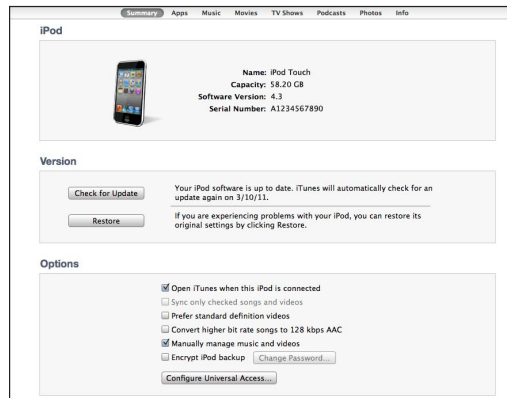 Summary Apps Music Movies TV Shows Podcasts Photos Info
iPod
Name: iPod Touch
Capacity: 58.20 GB
Software Version: 4.3
Serial Number: A1234567890
Version
Check for Update
Your iPod software is up to date. iTunes will automatically check for an
update again on 3/10/11.
Restore
If you are experiencing problems with your iPod, you can restore its
original settings by clicking Restore.
Options
Open iTunes when this iPod is connected
Sync only checked songs and videos
Prefer standard definition videos
Convert higher bit rate songs to 128 kbps AAC
Manually manage music and videos
Encrypt iPod backup Change Password...
Configure Universal Access...